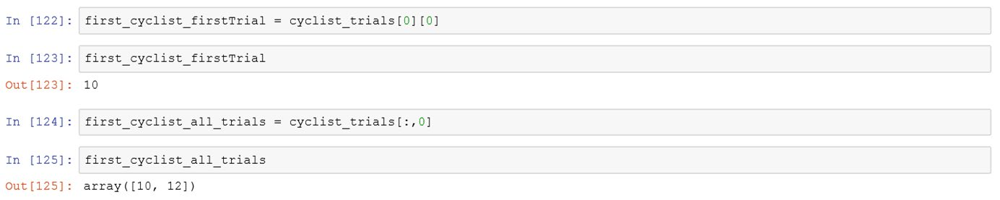 In [122]: first_cyclist_firstTrial = cyclist_trials[0][0]
In [123]: first_cyclist_firstTrial
Out[123]: 10
In [124]: first_cyclist_all_trials = cyclist_trials[:,0]
In [125]: first_cyclist_all_trials
Out[125]: array([10, 12])